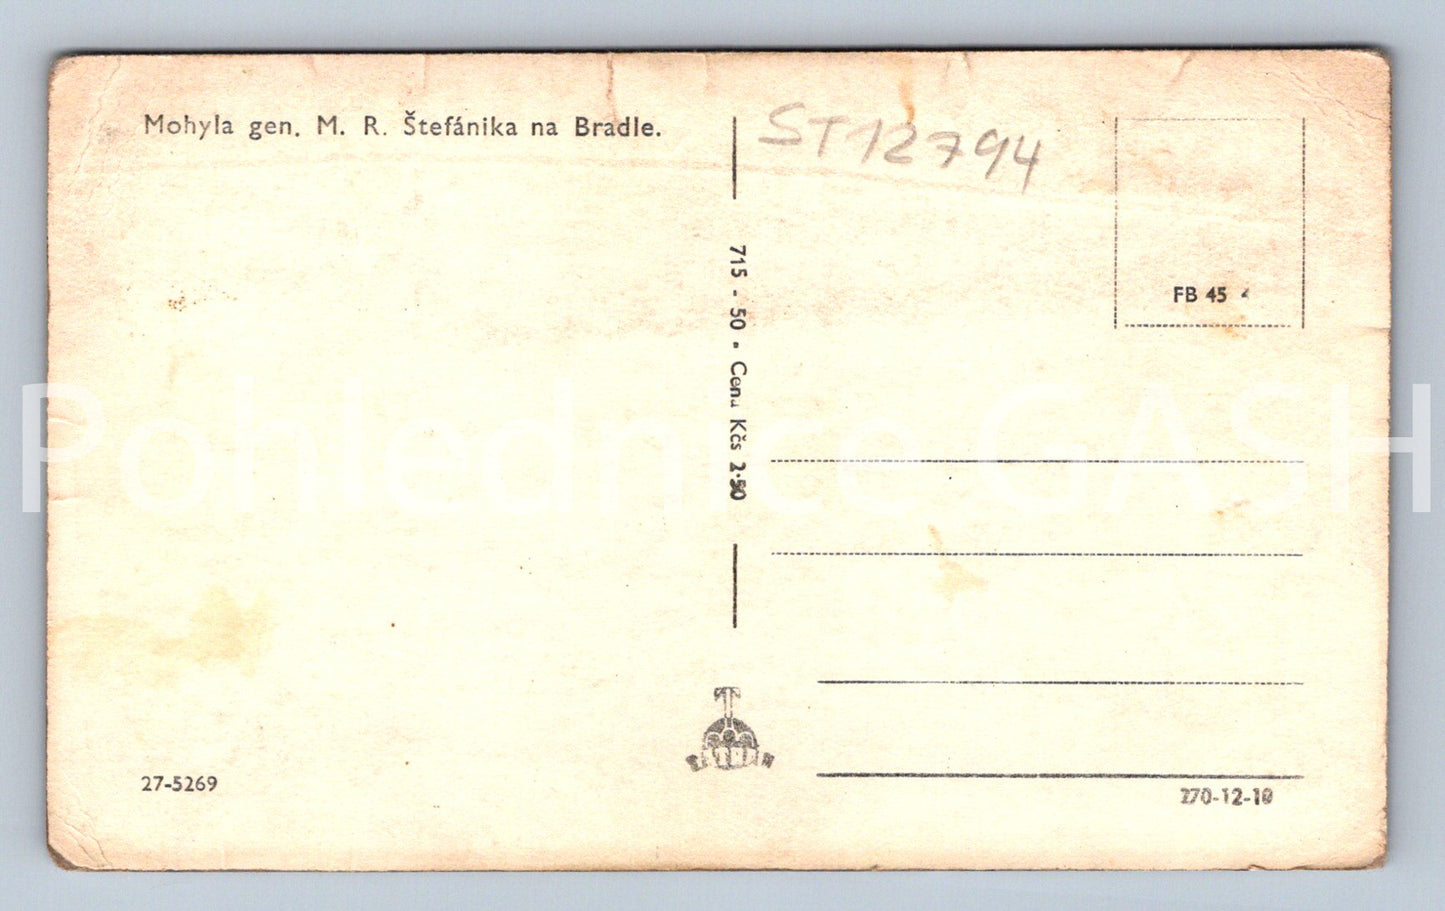 Mohyla gen. M. R. Štefánika na Bradle.
ST12794
FB 45
715 - 50 - Cena Kčs 2·50
TATRAN
27-5269
270-12-10
Pohlednice GASH